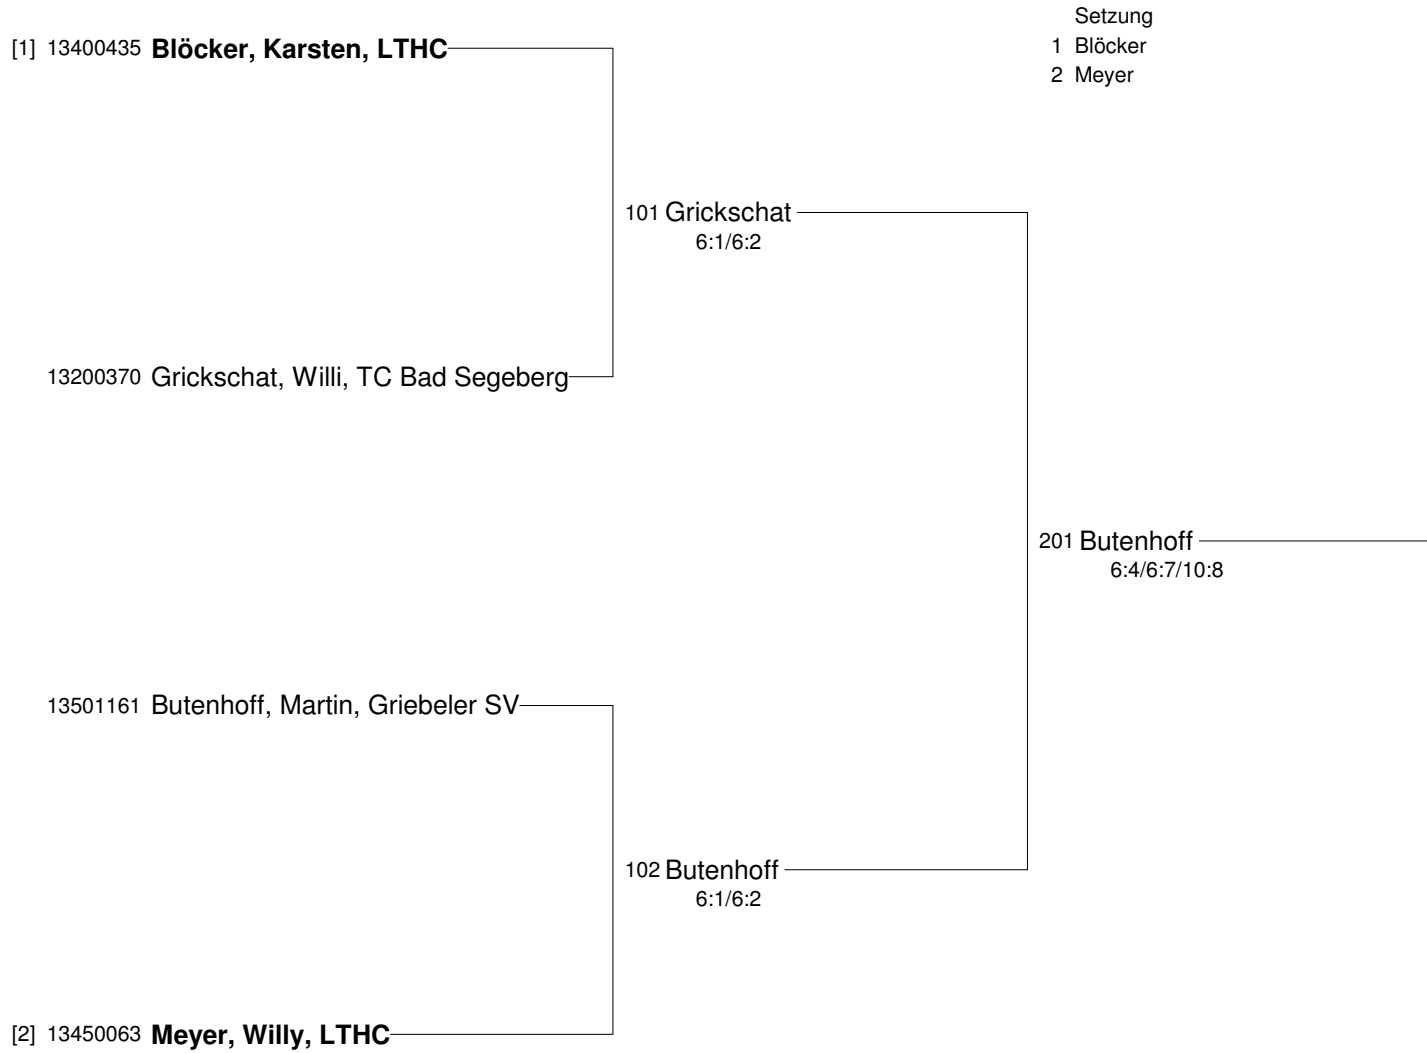 Setzung
1 Blöcker
2 Meyer
[1] 13400435 Blöcker, Karsten, LTHC
101 Grickschat
6:1/6:2
13200370 Grickschat, Willi, TC Bad Segeberg
201 Butenhoff
6:4/6:7/10:8
13501161 Butenhoff, Martin, Griebeler SV
102 Butenhoff
6:1/6:2
[2] 13450063 Meyer, Willy, LTHC